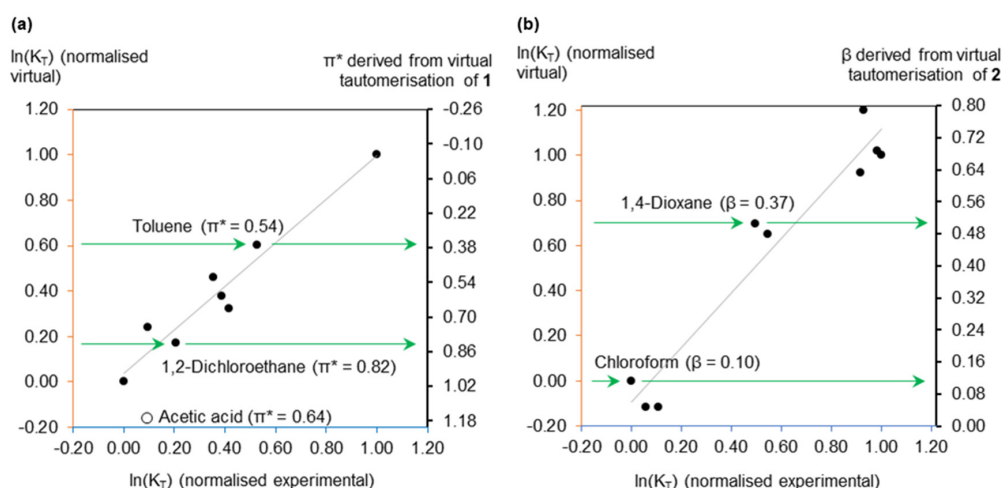 (a)
ln(K_T) (normalised
virtual)
π* derived from virtual
tautomerisation of 1
1.20
1.00
0.80
0.60
0.40
0.20
0.00
-0.20
-0.26
-0.10
0.06
0.22
0.38
0.54
0.70
0.86
1.02
1.18
Toluene (π* = 0.54)
1,2-Dichloroethane (π* = 0.82)
Acetic acid (π* = 0.64)
-0.20 0.00 0.20 0.40 0.60 0.80 1.00 1.20
ln(K_T) (normalised experimental)
(b)
ln(K_T) (normalised
virtual)
β derived from virtual
tautomerisation of 2
1.20
1.00
0.80
0.60
0.40
0.20
0.00
-0.20
0.80
0.72
0.64
0.56
0.48
0.40
0.32
0.24
0.16
0.08
0.00
1,4-Dioxane (β = 0.37)
Chloroform (β = 0.10)
-0.20 0.00 0.20 0.40 0.60 0.80 1.00 1.20
ln(K_T) (normalised experimental)